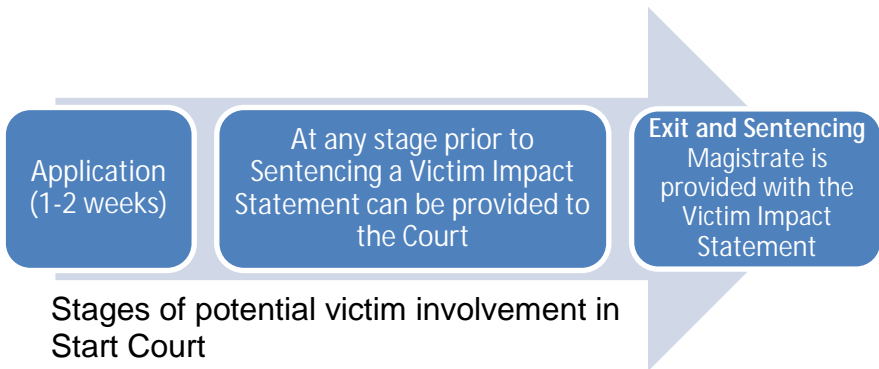 Application
(1-2 weeks)
At any stage prior to
Sentencing a Victim Impact
Statement can be provided to
the Court
Exit and Sentencing
Magistrate is
provided with the
Victim Impact
Statement
Stages of potential victim involvement in
Start Court